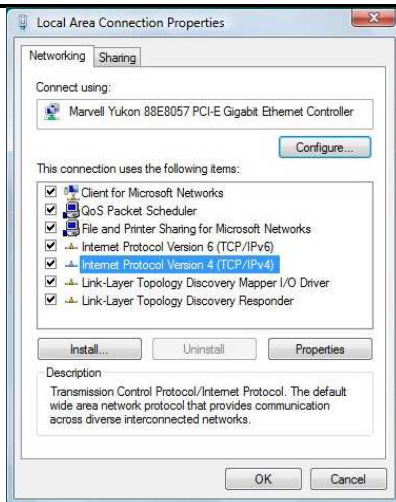 Local Area Connection Properties
Networking
Sharing
Connect using:
Marvell Yukon 88E8057 PCI-E Gigabit Ethernet Controller
Configure...
This connection uses the following items:
Client for Microsoft Networks
QoS Packet Scheduler
File and Printer Sharing for Microsoft Networks
Internet Protocol Version 6 (TCP/IPv6)
Internet Protocol Version 4 (TCP/IPv4)
Link-Layer Topology Discovery Mapper I/O Driver
Link-Layer Topology Discovery Responder
Install...
Uninstall
Properties
Description
Transmission Control Protocol/Internet Protocol. The default
wide area network protocol that provides communication
across diverse interconnected networks.
OK
Cancel